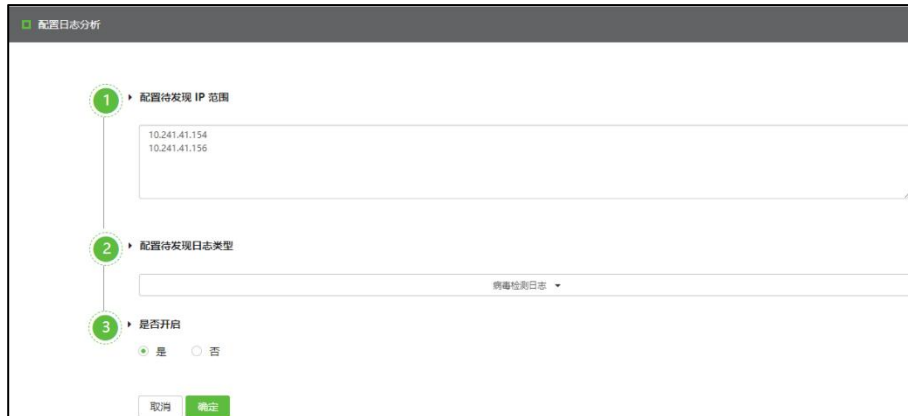 配置日志分析
1 配置待发现 IP 范围
10.241.41.154
10.241.41.156
2 配置待发现日志类型
病毒检测日志
3 是否开启
是 否
取消 确定